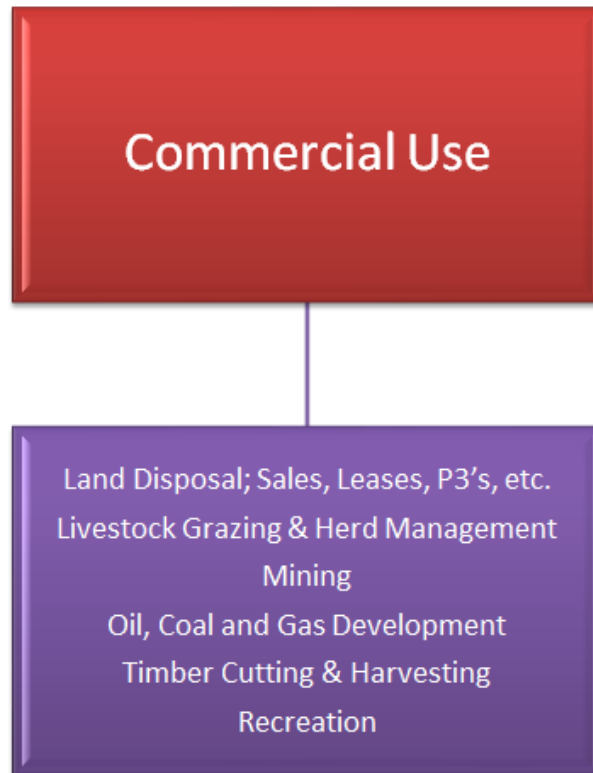 Commercial Use
Land Disposal; Sales, Leases, P3's, etc.
Livestock Grazing & Herd Management
Mining
Oil, Coal and Gas Development
Timber Cutting & Harvesting
Recreation